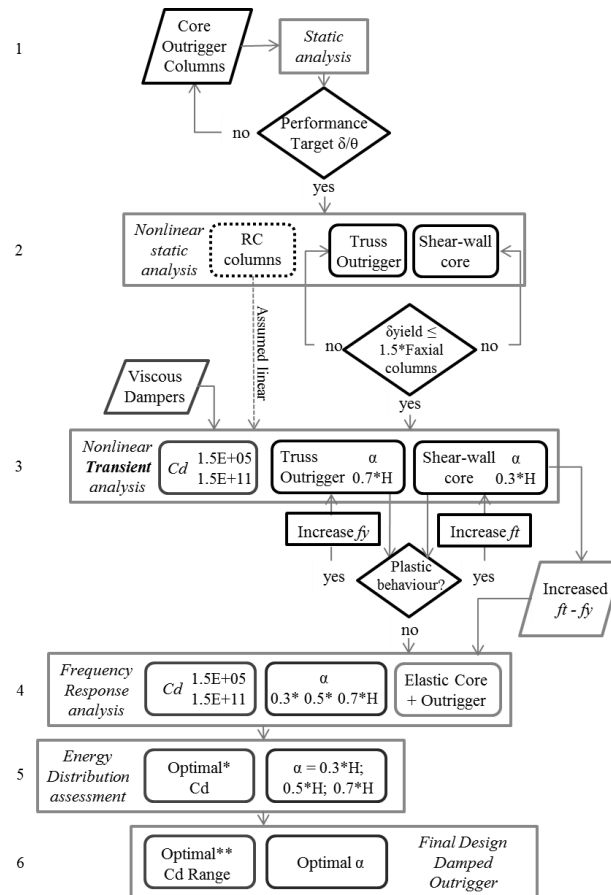 1
Core
Outrigger
Columns
Static
analysis
no
Performance
Target δ/θ
yes
2
Nonlinear
static
analysis
RC
columns
Truss
Outrigger
Shear-wall
core
Assumed linear
no
δyield ≤
1.5*Faxial
columns
no
yes
Viscous
Dampers
3
Nonlinear
Transient
analysis
Cd 1.5E+05
1.5E+11
Truss α
Outrigger 0.7*H
Shear-wall α
core 0.3*H
Increase fy
Increase ft
yes
Plastic
behaviour?
yes
Increased
ft - fy
no
4
Frequency
Response
analysis
Cd 1.5E+05
1.5E+11
α
0.3* 0.5* 0.7*H
Elastic Core
+ Outrigger
5
Energy
Distribution
assessment
Optimal*
Cd
α = 0.3*H;
0.5*H; 0.7*H
6
Optimal**
Cd Range
Optimal α
Final Design
Damped
Outrigger